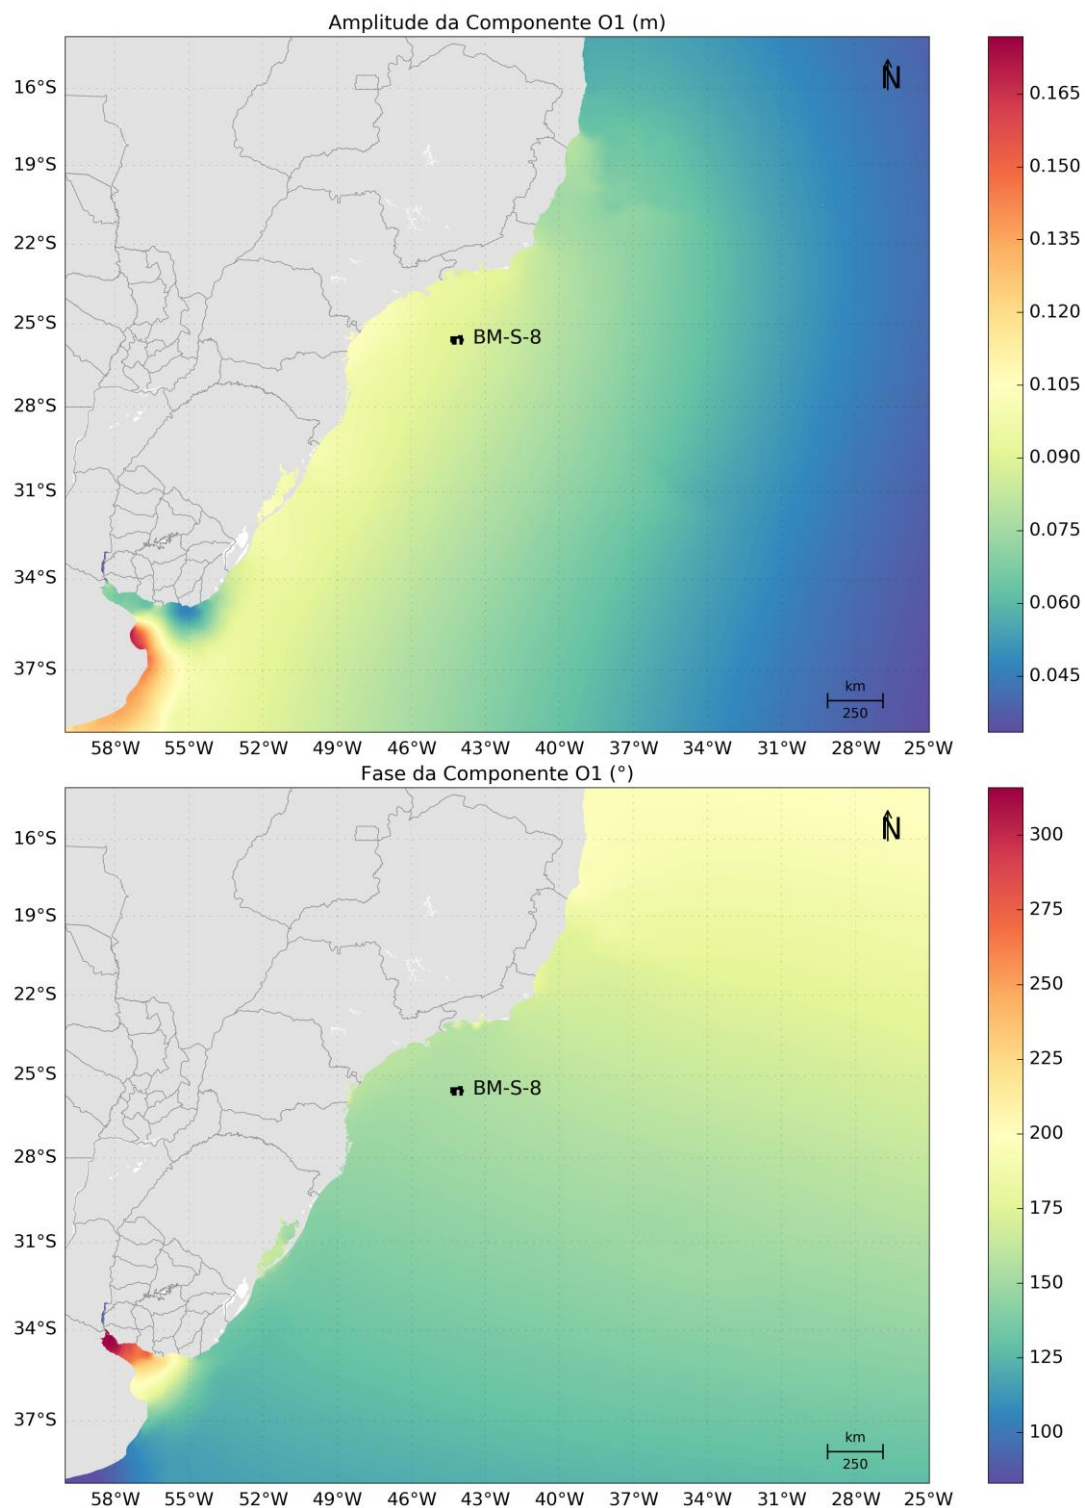 Amplitude da Componente O1 (m)
N
16°S
19°S
22°S
25°S
28°S
31°S
34°S
37°S
BM-S-8
km
250
58°W 55°W 52°W 49°W 46°W 43°W 40°W 37°W 34°W 31°W 28°W 25°W
0.165
0.150
0.135
0.120
0.105
0.090
0.075
0.060
0.045
Fase da Componente O1 (°)
N
16°S
19°S
22°S
25°S
28°S
31°S
34°S
37°S
BM-S-8
km
250
58°W 55°W 52°W 49°W 46°W 43°W 40°W 37°W 34°W 31°W 28°W 25°W
300
275
250
225
200
175
150
125
100